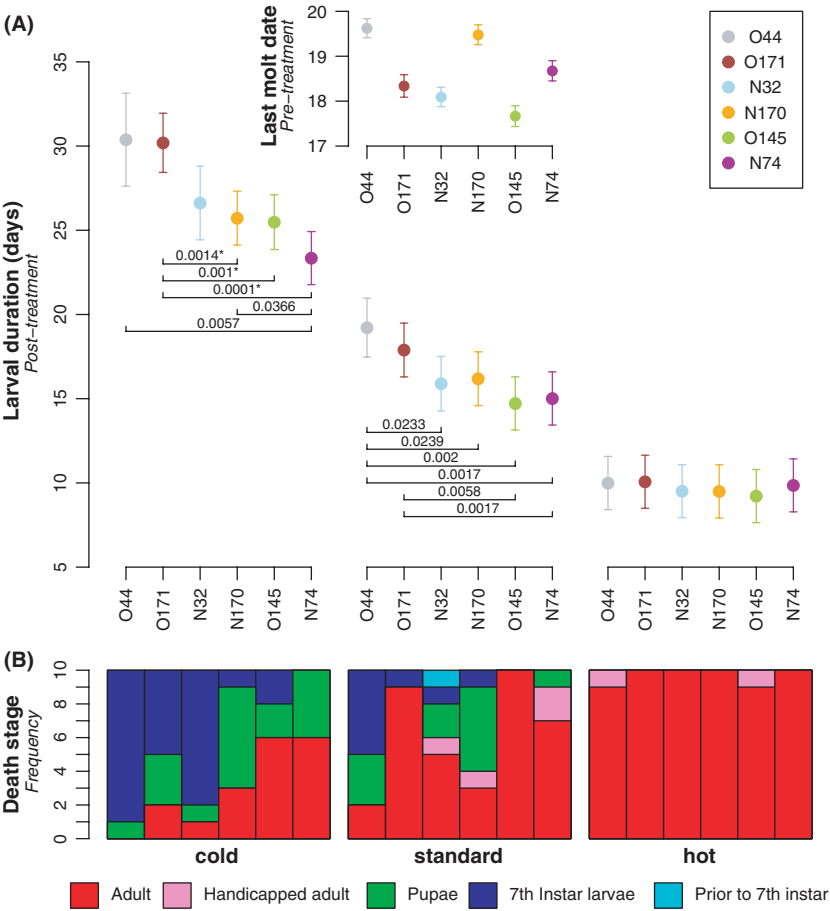 (A)
Larval duration (days)
Post–treatment
35
30
25
20
15
10
5
0.0014*
0.001*
0.0001*
0.0366
0.0057
O44
O171
N32
N170
O145
N74
Last molt date
Pre–treatment
20
19
18
17
O44
O171
N32
N170
O145
N74
0.0233
0.0239
0.002
0.0017
0.0058
0.0017
O44
O171
N32
N170
O145
N74
O44
O171
N32
N170
O145
N74
O44
O171
N32
N170
O145
N74
(B)
Death stage
Frequency
10
8
6
4
2
0
cold
standard
hot
Adult
Handicapped adult
Pupae
7th Instar larvae
Prior to 7th instar